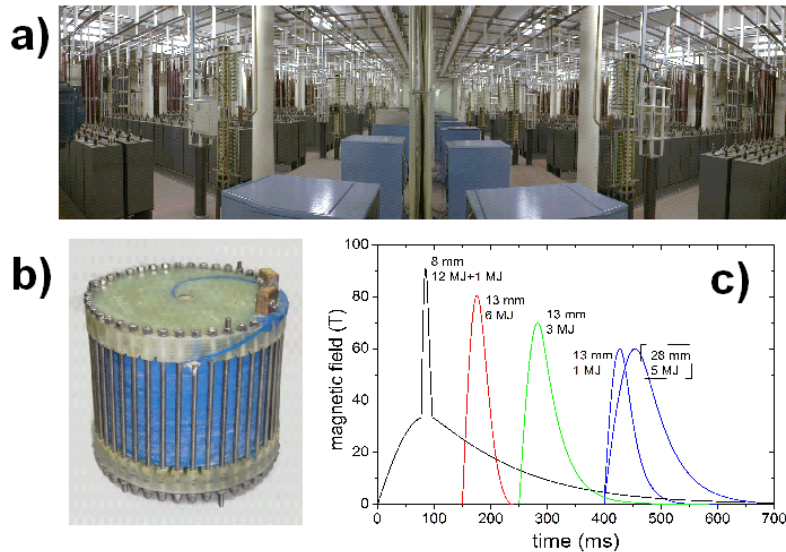 a)
b)
c)
magnetic field (T)
100
80
60
40
20
0
8 mm
12 MJ+1 MJ
13 mm
6 MJ
13 mm
3 MJ
13 mm
1 MJ
28 mm
5 MJ
0 100 200 300 400 500 600 700
time (ms)